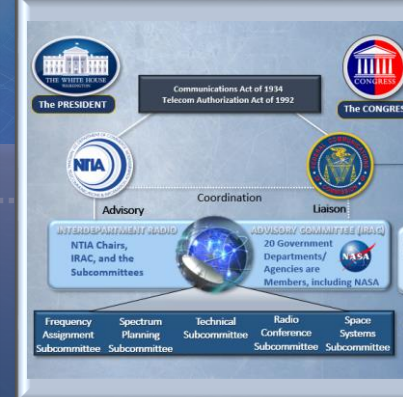 THE WHITE HOUSE
WASHINGTON
The PRESIDENT
Communications Act of 1934
Telecom Authorization Act of 1992
CONGRESS
The CONGRES
NTIA
Coordination
Advisory
Liaison
INTERDEPARTMENT RADIO
ADVISORY COMMITTEE (IRAC)
NTIA Chairs,
IRAC, and the
Subcommittees
20 Government
Departments/
Agencies are
Members, including NASA
NASA
Frequency
Assignment
Subcommittee
Spectrum
Planning
Subcommittee
Technical
Subcommittee
Radio
Conference
Subcommittee
Space
Systems
Subcommittee